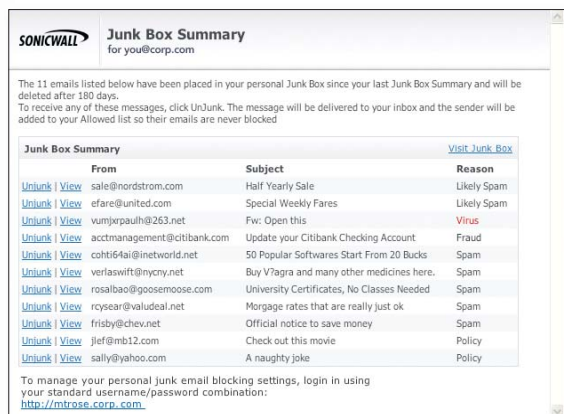 SONICWALL
Junk Box Summary
for you@corp.com
The 11 emails listed below have been placed in your personal Junk Box since your last Junk Box Summary and will be
deleted after 180 days.
To receive any of these messages, click UnJunk. The message will be delivered to your inbox and the sender will be
added to your Allowed list so their emails are never blocked
Junk Box Summary Visit Junk Box
From Subject Reason
Unjunk | View sale@nordstrom.com Half Yearly Sale Likely Spam
Unjunk | View efare@united.com Special Weekly Fares Likely Spam
Unjunk | View vumjxrpaulh@263.net Fw: Open this Virus
Unjunk | View acctmanagement@citibank.com Update your Citibank Checking Account Fraud
Unjunk | View cohti64ai@inetworld.net 50 Popular Softwares Start From 20 Bucks Spam
Unjunk | View verlaswift@nycny.net Buy V?agra and many other medicines here. Spam
Unjunk | View rosalbao@goosemoose.com University Certificates, No Classes Needed Spam
Unjunk | View rcysear@valudeal.net Morgage rates that are really just ok Spam
Unjunk | View frisby@chev.net Official notice to save money Spam
Unjunk | View jlef@mb12.com Check out this movie Policy
Unjunk | View sally@yahoo.com A naughty joke Policy
To manage your personal junk email blocking settings, login in using
your standard username/password combination:
http://mtrose.corp.com